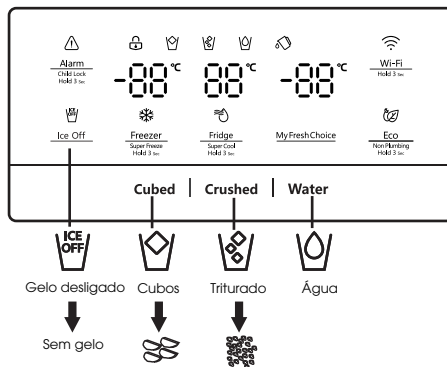 Alarm
Child Lock
Hold 3 Sec
-88 °C
88 °C
-88 °C
Wi-Fi
Hold 3 Sec
ICE OFF
Ice Off
Freezer
Super Freeze
Hold 3 Sec
Fridge
Super Cool
Hold 3 Sec
My Fresh Choice
Eco
Non Plumbing
Hold 3 Sec
Cubed | Crushed | Water
ICE
OFF
Gelo desligado
Cubos
Triturado
Água
Sem gelo